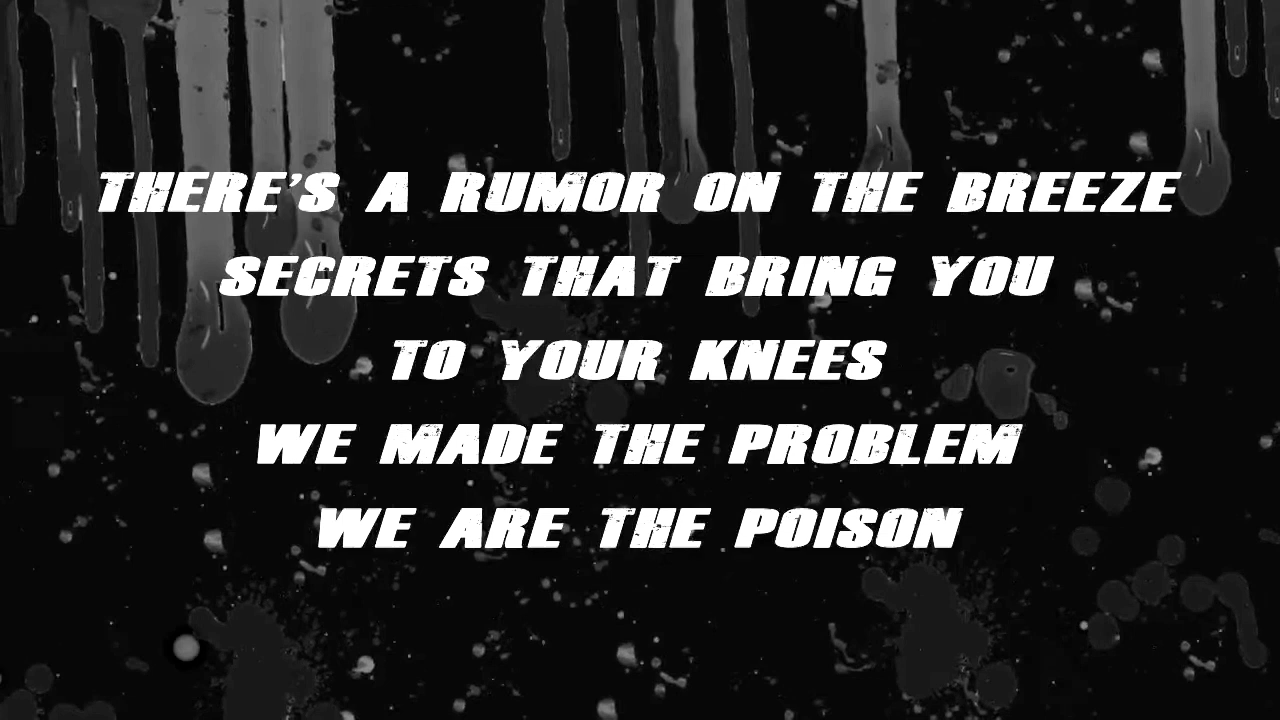 THERE'S A RUMOR ON THE BREEZE
SECRETS THAT BRING YOU
TO YOUR KNEES
WE MADE THE PROBLEM
WE ARE THE POISON